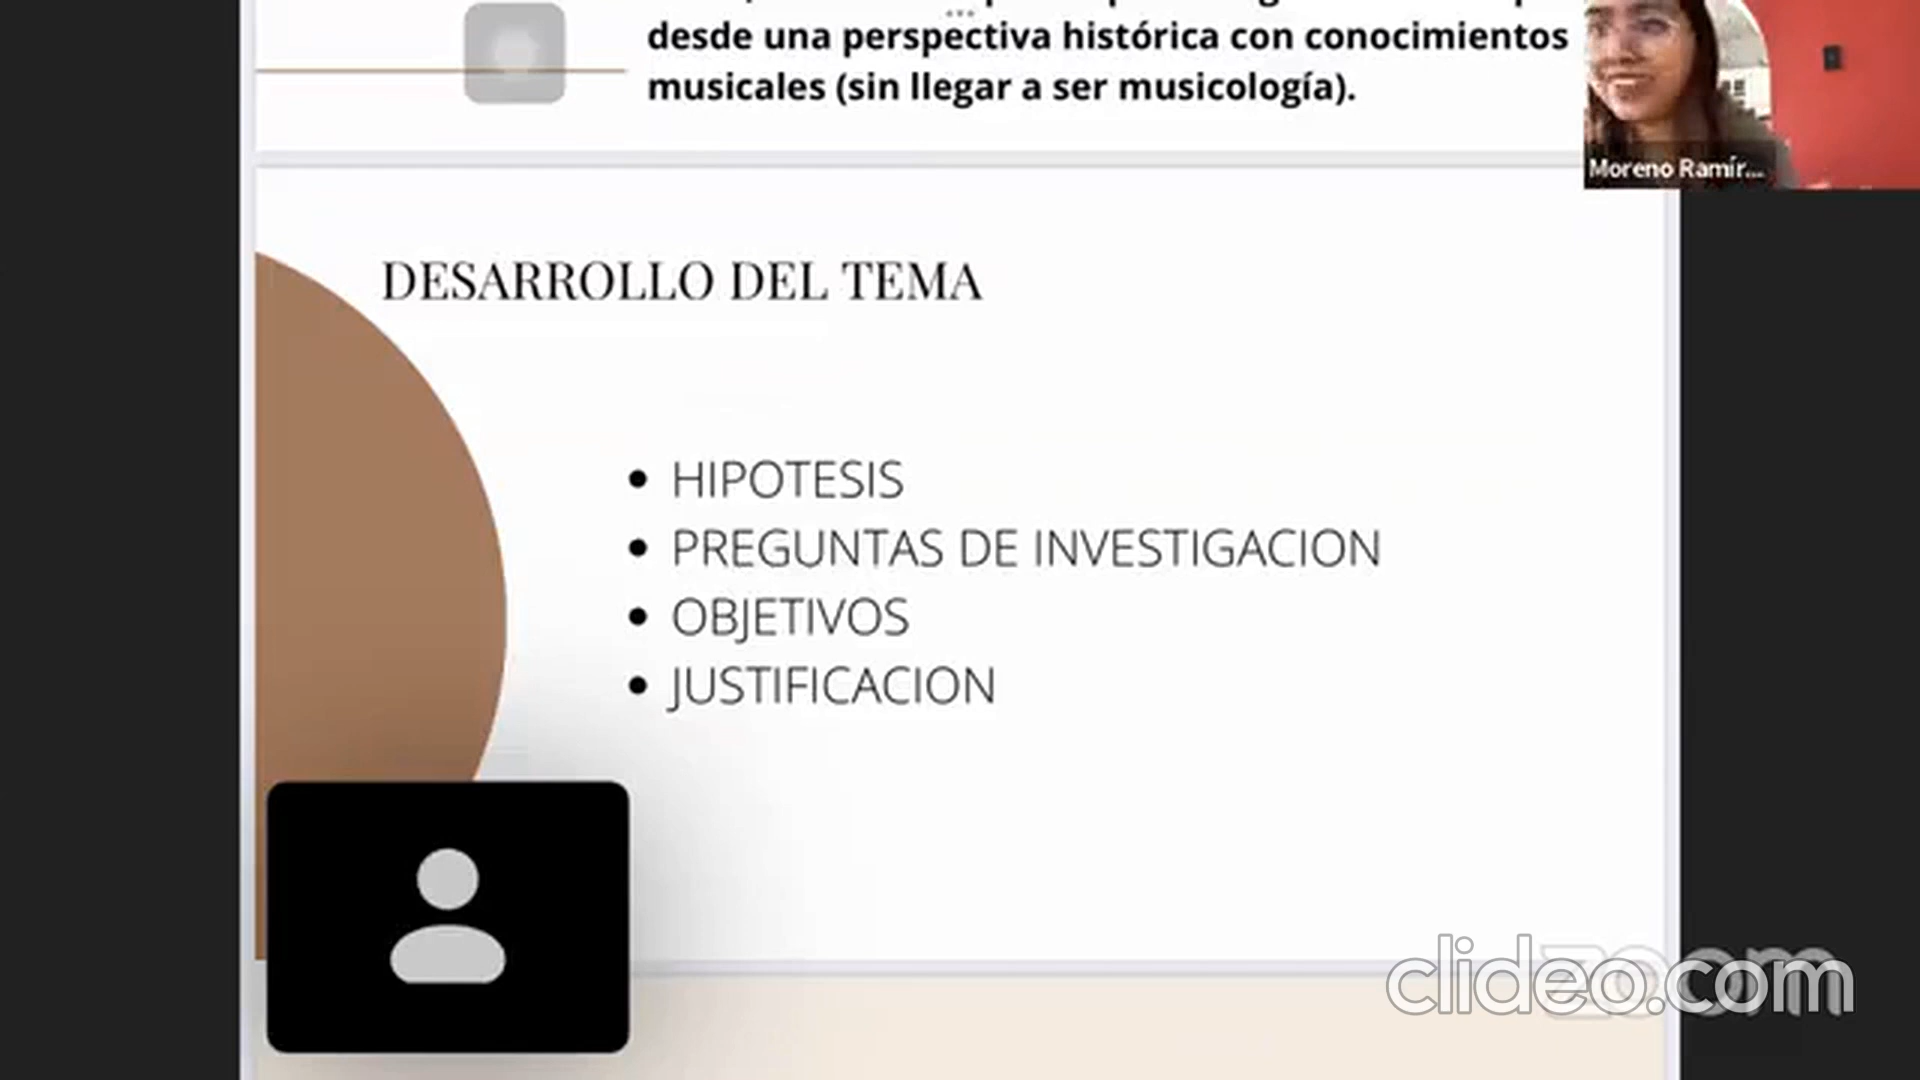 desde una perspectiva histórica con conocimientos
musicales (sin llegar a ser musicología).
Moreno Ramír...
DESARROLLO DEL TEMA
• HIPOTESIS
• PREGUNTAS DE INVESTIGACION
• OBJETIVOS
• JUSTIFICACION
clideo.com
zoom